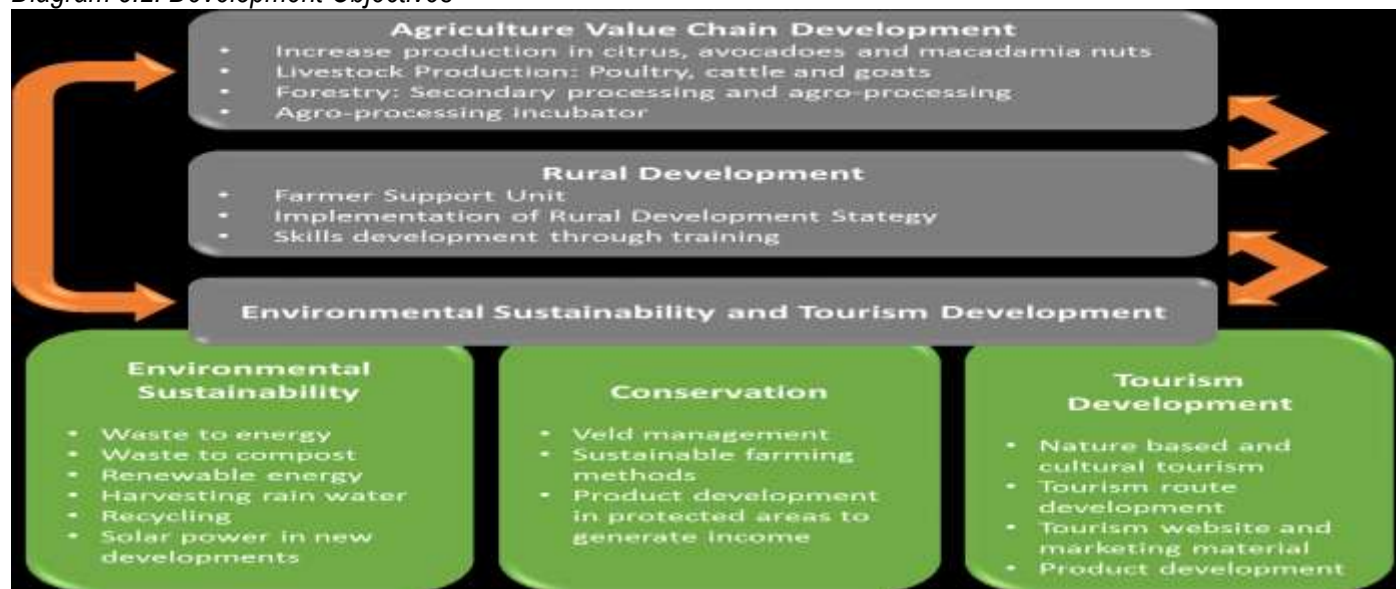 Agriculture Value Chain Development
• Increase production in citrus, avocadoes and macadamia nuts
• Livestock Production: Poultry, cattle and goats
• Forestry: Secondary processing and agro-processing
• Agro-processing incubator
Rural Development
• Farmer Support Unit
• Implementation of Rural Development Stategy
• Skills development through training
Environmental Sustainability and Tourism Development
Environmental
Sustainability
• Waste to energy
• Waste to compost
• Renewable energy
• Harvesting rain water
• Recycling
• Solar power in new
developments
Conservation
• Veld management
• Sustainable farming
methods
• Product development
in protected areas to
generate income
Tourism
Development
• Nature based and
cultural tourism
• Tourism route
development
• Tourism website and
marketing material
• Product development